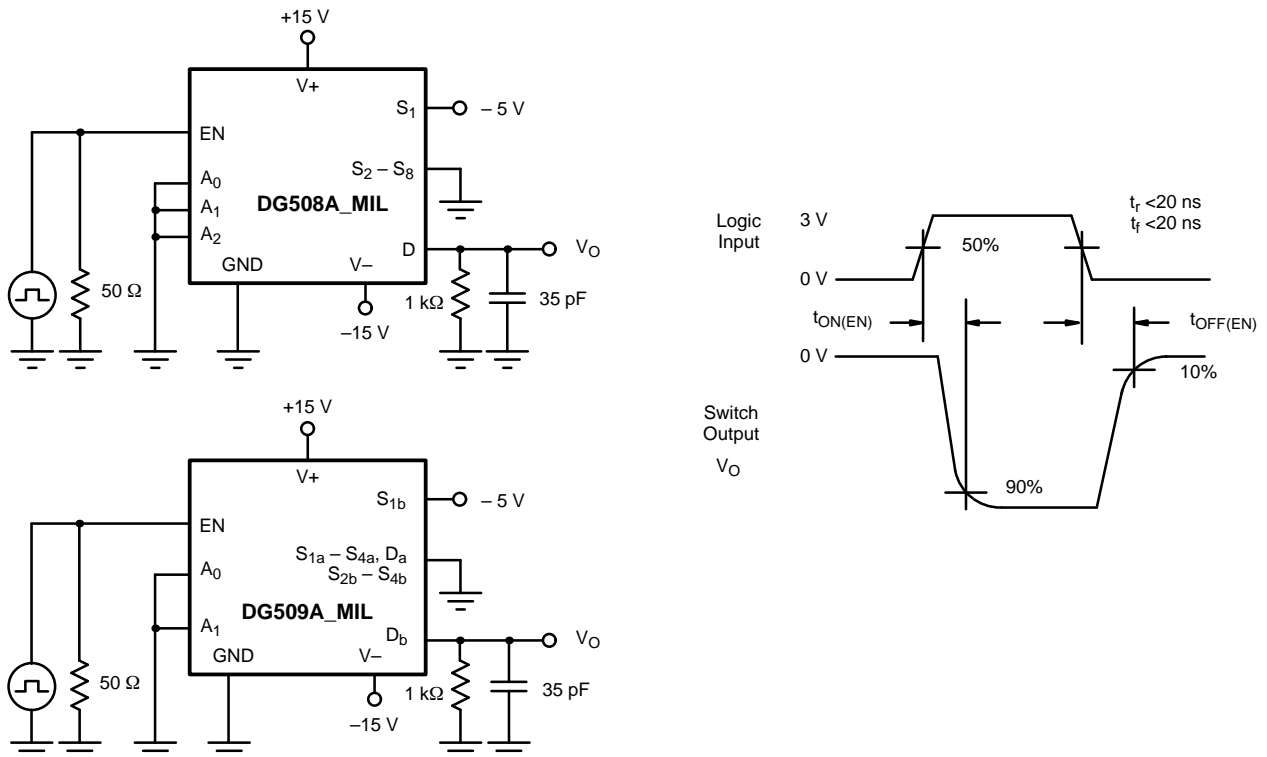 +15 V
V+
S1
– 5 V
EN
S2 – S8
A0
DG508A_MIL
A1
A2
D
VO
GND
V–
50 Ω
1 kΩ
35 pF
–15 V
+15 V
V+
S1b
– 5 V
EN
S1a – S4a, Da
S2b – S4b
A0
DG509A_MIL
A1
Db
VO
GND
V–
50 Ω
1 kΩ
35 pF
–15 V
Logic
Input
3 V
tr <20 ns
tf <20 ns
50%
0 V
tON(EN)
tOFF(EN)
0 V
10%
Switch
Output
VO
90%